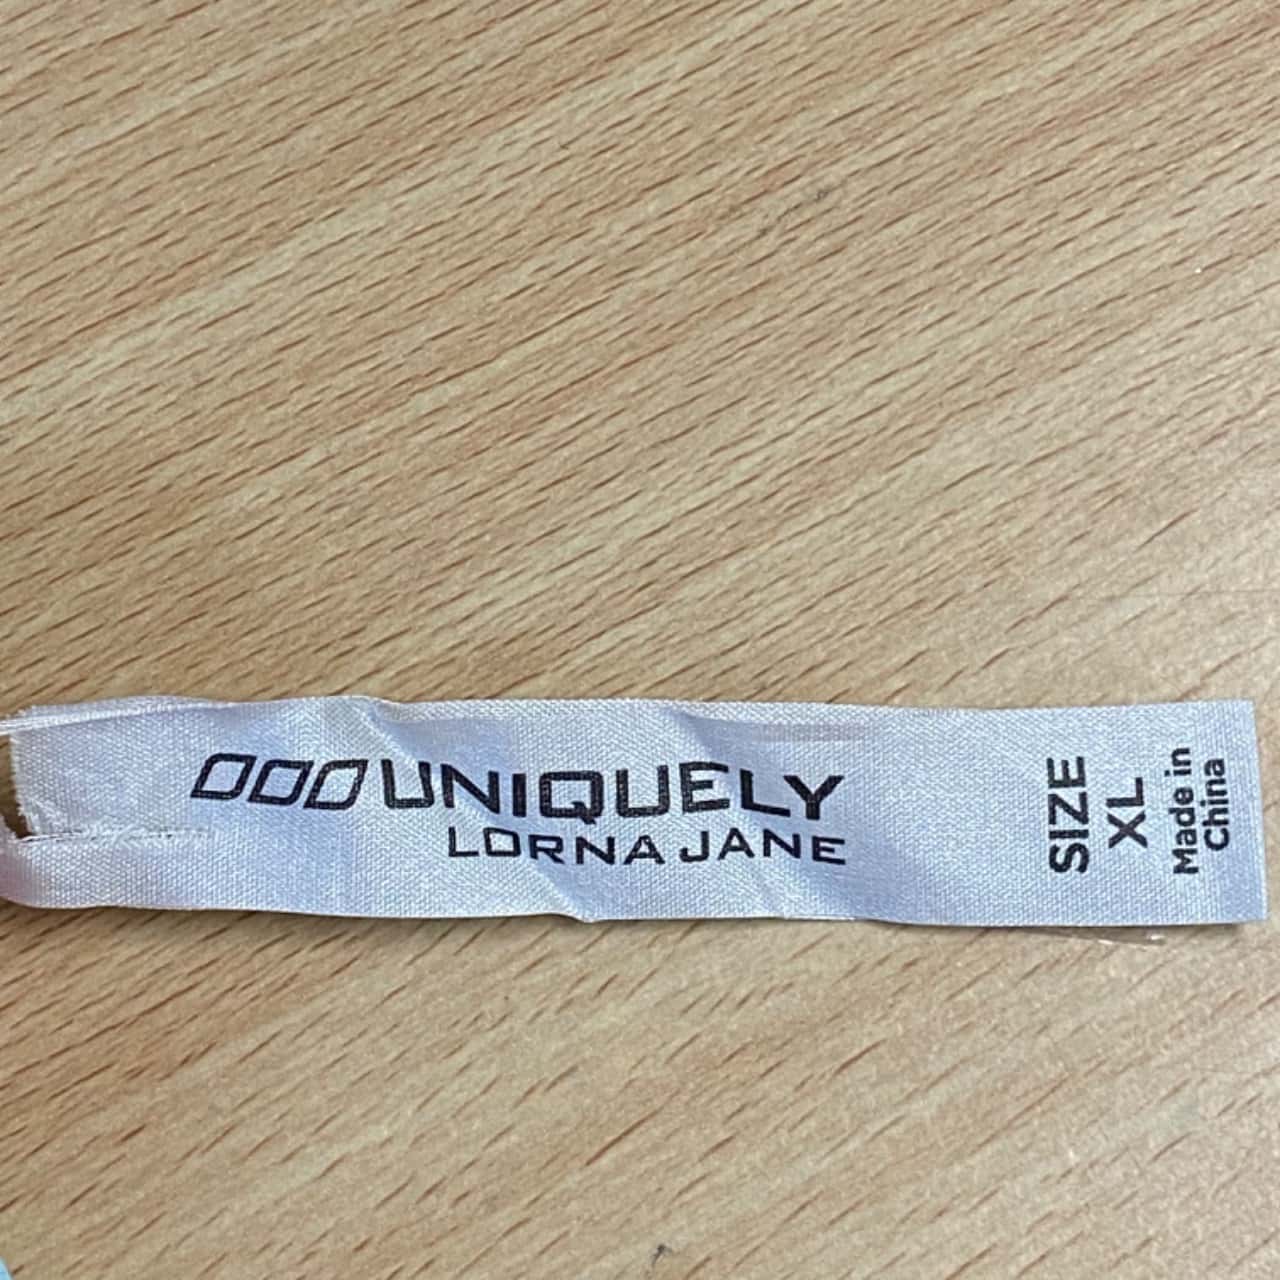 UNIQUELY
LORNA JANE
SIZE
XL
Made in
China